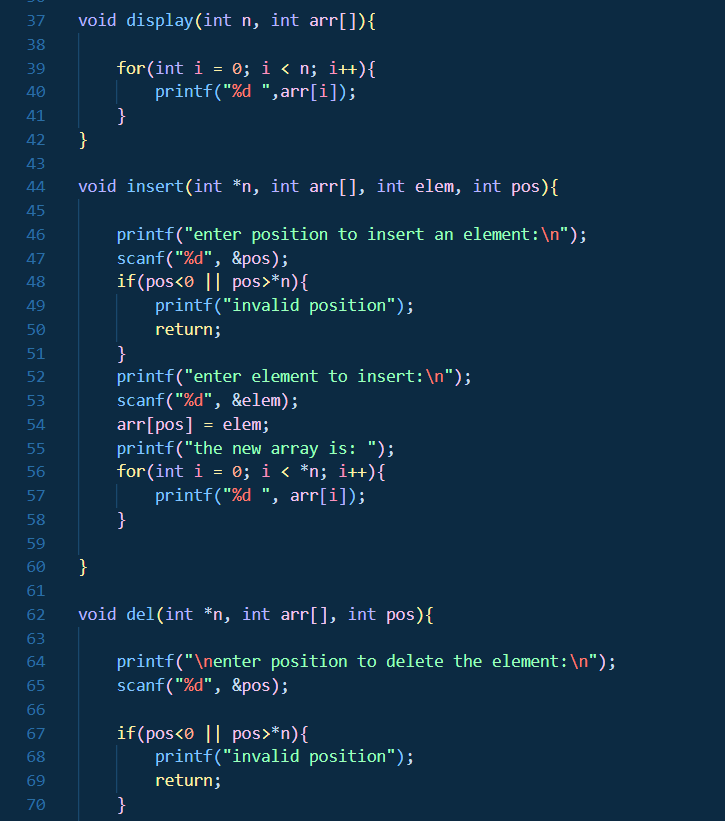 37 void display(int n, int arr[]){
38
39     for(int i = 0; i < n; i++){
40         printf("%d ",arr[i]);
41     }
42 }
43
44 void insert(int *n, int arr[], int elem, int pos){
45
46     printf("enter position to insert an element:\n");
47     scanf("%d", &pos);
48     if(pos<0 || pos>*n){
49         printf("invalid position");
50         return;
51     }
52     printf("enter element to insert:\n");
53     scanf("%d", &elem);
54     arr[pos] = elem;
55     printf("the new array is: ");
56     for(int i = 0; i < *n; i++){
57         printf("%d ", arr[i]);
58     }
59
60 }
61
62 void del(int *n, int arr[], int pos){
63
64     printf("\nenter position to delete the element:\n");
65     scanf("%d", &pos);
66
67     if(pos<0 || pos>*n){
68         printf("invalid position");
69         return;
70     }